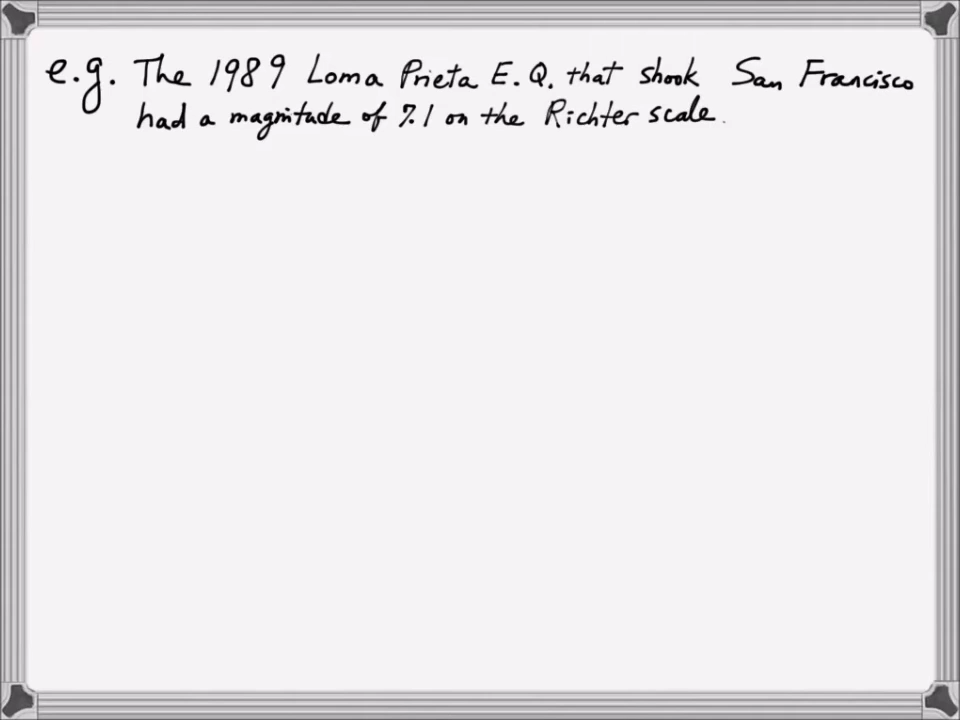 e.g. The 1989 Loma Prieta E.Q. that shook San Francisco
had a magnitude of 7.1 on the Richter scale.